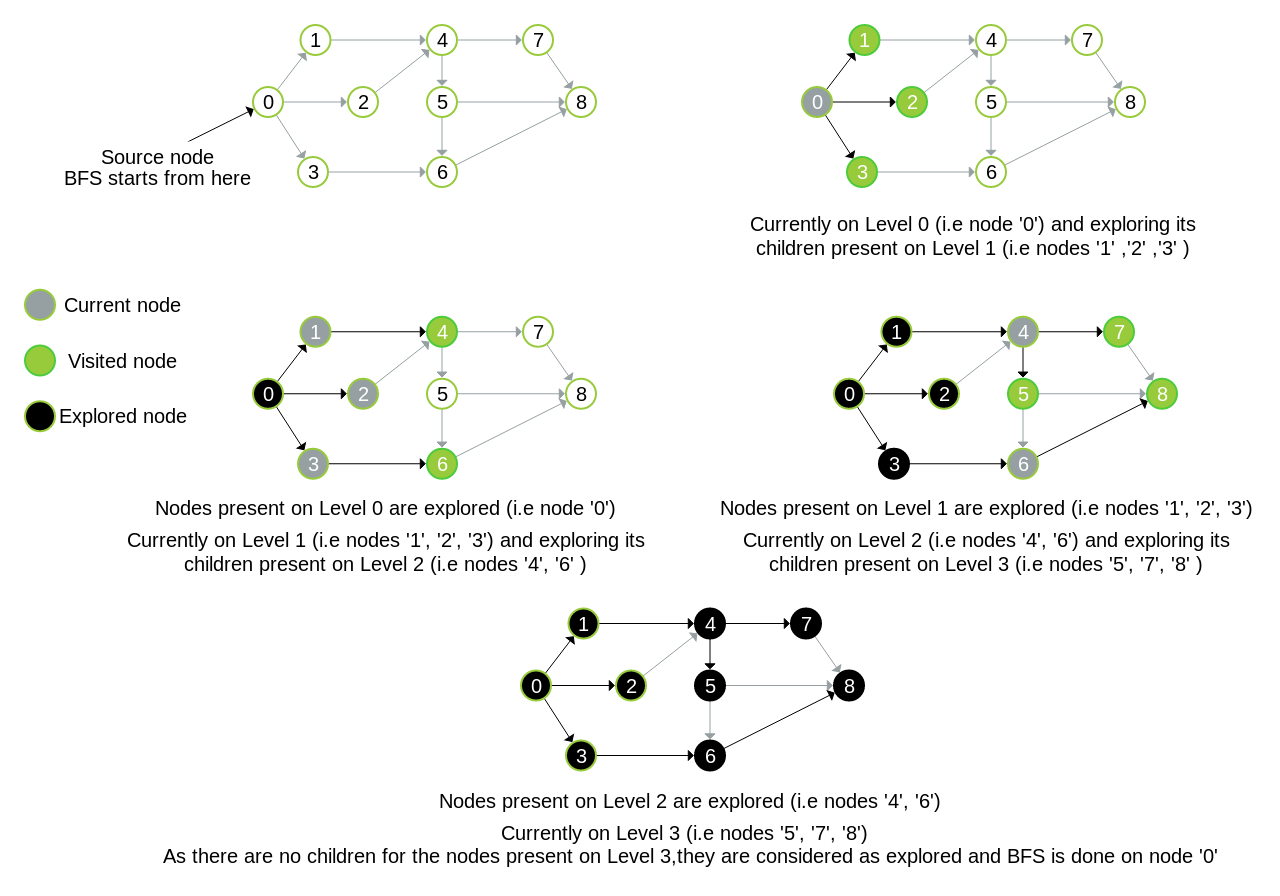 1 4 7
0 2 5 8
3 6
Source node
BFS starts from here
1 4 7
0 2 5 8
3 6
Currently on Level 0 (i.e node '0') and exploring its
children present on Level 1 (i.e nodes '1' ,'2' ,'3' )
Current node
Visited node
Explored node
1 4 7
0 2 5 8
3 6
Nodes present on Level 0 are explored (i.e node '0')
Currently on Level 1 (i.e nodes '1', '2', '3') and exploring its
children present on Level 2 (i.e nodes '4', '6' )
1 4 7
0 2 5 8
3 6
Nodes present on Level 1 are explored (i.e nodes '1', '2', '3')
Currently on Level 2 (i.e nodes '4', '6') and exploring its
children present on Level 3 (i.e nodes '5', '7', '8' )
1 4 7
0 2 5 8
3 6
Nodes present on Level 2 are explored (i.e nodes '4', '6')
Currently on Level 3 (i.e nodes '5', '7', '8')
As there are no children for the nodes present on Level 3,they are considered as explored and BFS is done on node '0'